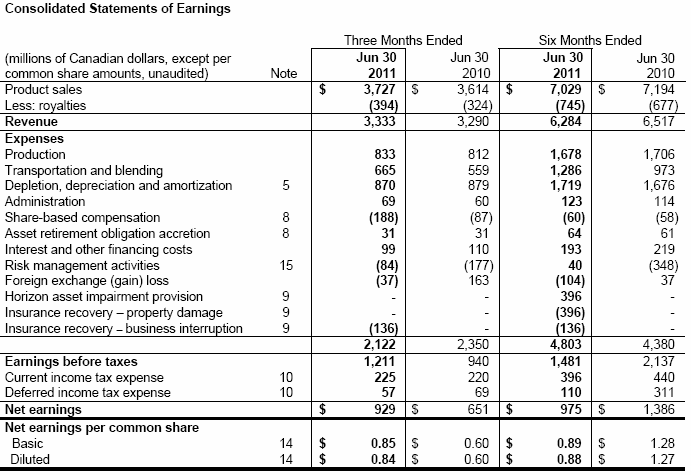 Consolidated Statements of Earnings
Three Months Ended Six Months Ended
(millions of Canadian dollars, except per Jun 30 Jun 30 Jun 30 Jun 30
common share amounts, unaudited) Note 2011 2010 2011 2010
Product sales $ 3,727 $ 3,614 $ 7,029 $ 7,194
Less: royalties (394) (324) (745) (677)
Revenue 3,333 3,290 6,284 6,517
Expenses
Production 833 812 1,678 1,706
Transportation and blending 665 559 1,286 973
Depletion, depreciation and amortization 5 870 879 1,719 1,676
Administration 69 60 123 114
Share-based compensation 8 (188) (87) (60) (58)
Asset retirement obligation accretion 8 31 31 64 61
Interest and other financing costs 99 110 193 219
Risk management activities 15 (84) (177) 40 (348)
Foreign exchange (gain) loss (37) 163 (104) 37
Horizon asset impairment provision 9 - - 396 -
Insurance recovery – property damage 9 - - (396) -
Insurance recovery – business interruption 9 (136) - (136) -
2,122 2,350 4,803 4,380
Earnings before taxes 1,211 940 1,481 2,137
Current income tax expense 10 225 220 396 440
Deferred income tax expense 10 57 69 110 311
Net earnings $ 929 $ 651 $ 975 $ 1,386
Net earnings per common share
Basic 14 $ 0.85 $ 0.60 $ 0.89 $ 1.28
Diluted 14 $ 0.84 $ 0.60 $ 0.88 $ 1.27